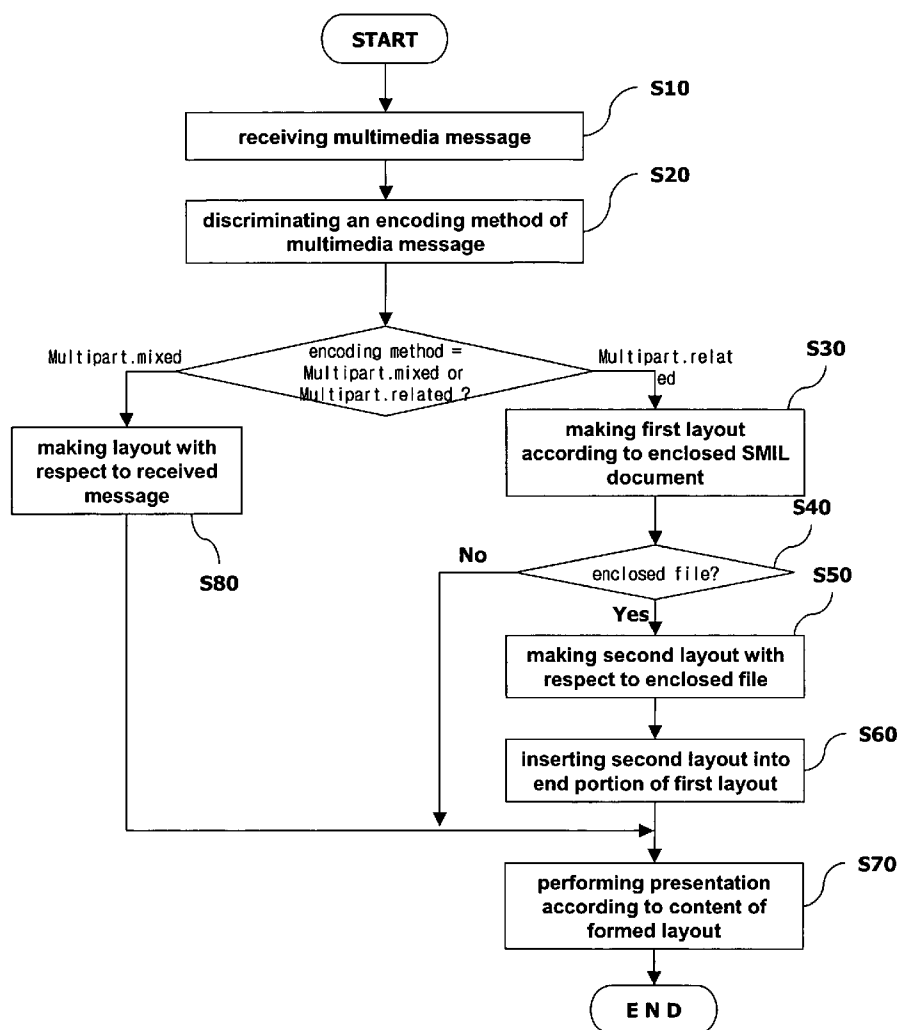 START
S10
receiving multimedia message
S20
discriminating an encoding method of
multimedia message
Multipart.mixed
encoding method =
Multipart.mixed or
Multipart.related ?
Multipart.relat
ed
S30
making first layout
according to enclosed SMIL
document
making layout with
respect to received
message
S80
S40
No
enclosed file?
S50
Yes
making second layout with
respect to enclosed file
S60
inserting second layout into
end portion of first layout
S70
performing presentation
according to content of
formed layout
E N D